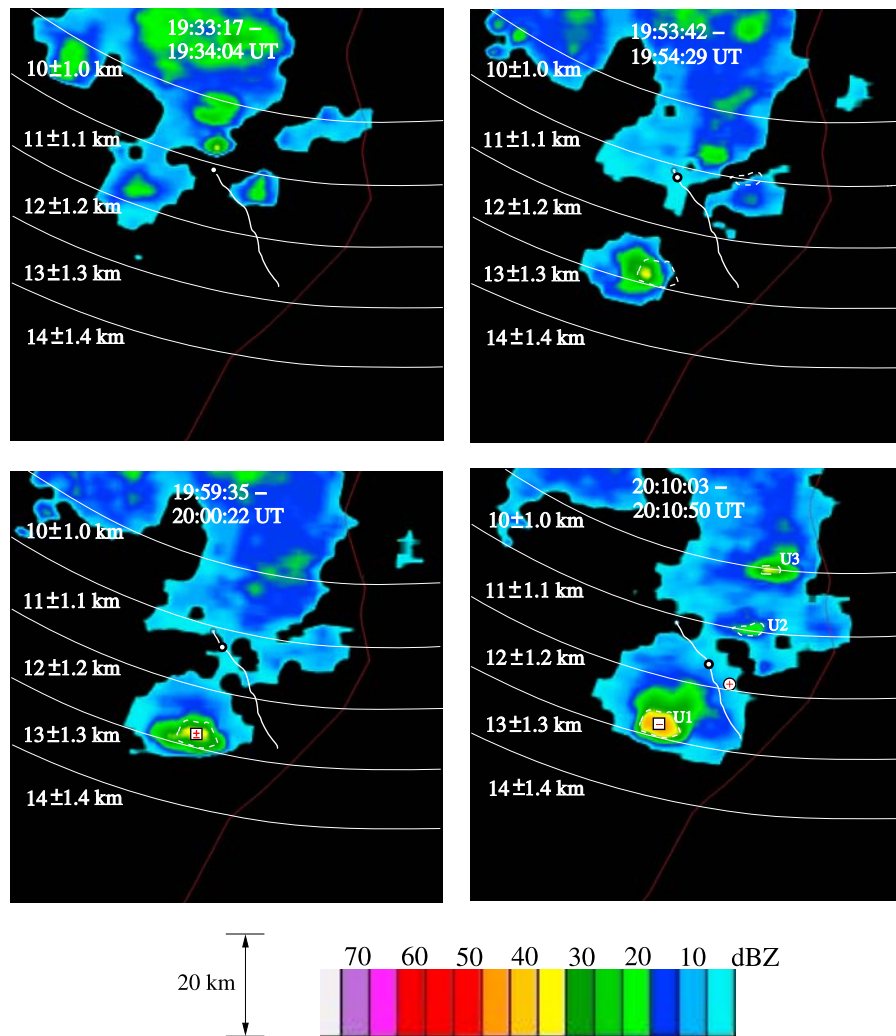 19:33:17 –
19:34:04 UT
10±1.0 km
11±1.1 km
12±1.2 km
13±1.3 km
14±1.4 km
19:53:42 –
19:54:29 UT
10±1.0 km
11±1.1 km
12±1.2 km
13±1.3 km
14±1.4 km
19:59:35 –
20:00:22 UT
10±1.0 km
11±1.1 km
12±1.2 km
13±1.3 km
14±1.4 km
+
20:10:03 –
20:10:50 UT
10±1.0 km
U3
11±1.1 km
U2
12±1.2 km
+
13±1.3 km
U1
–
14±1.4 km
20 km
70 60 50 40 30 20 10 dBZ